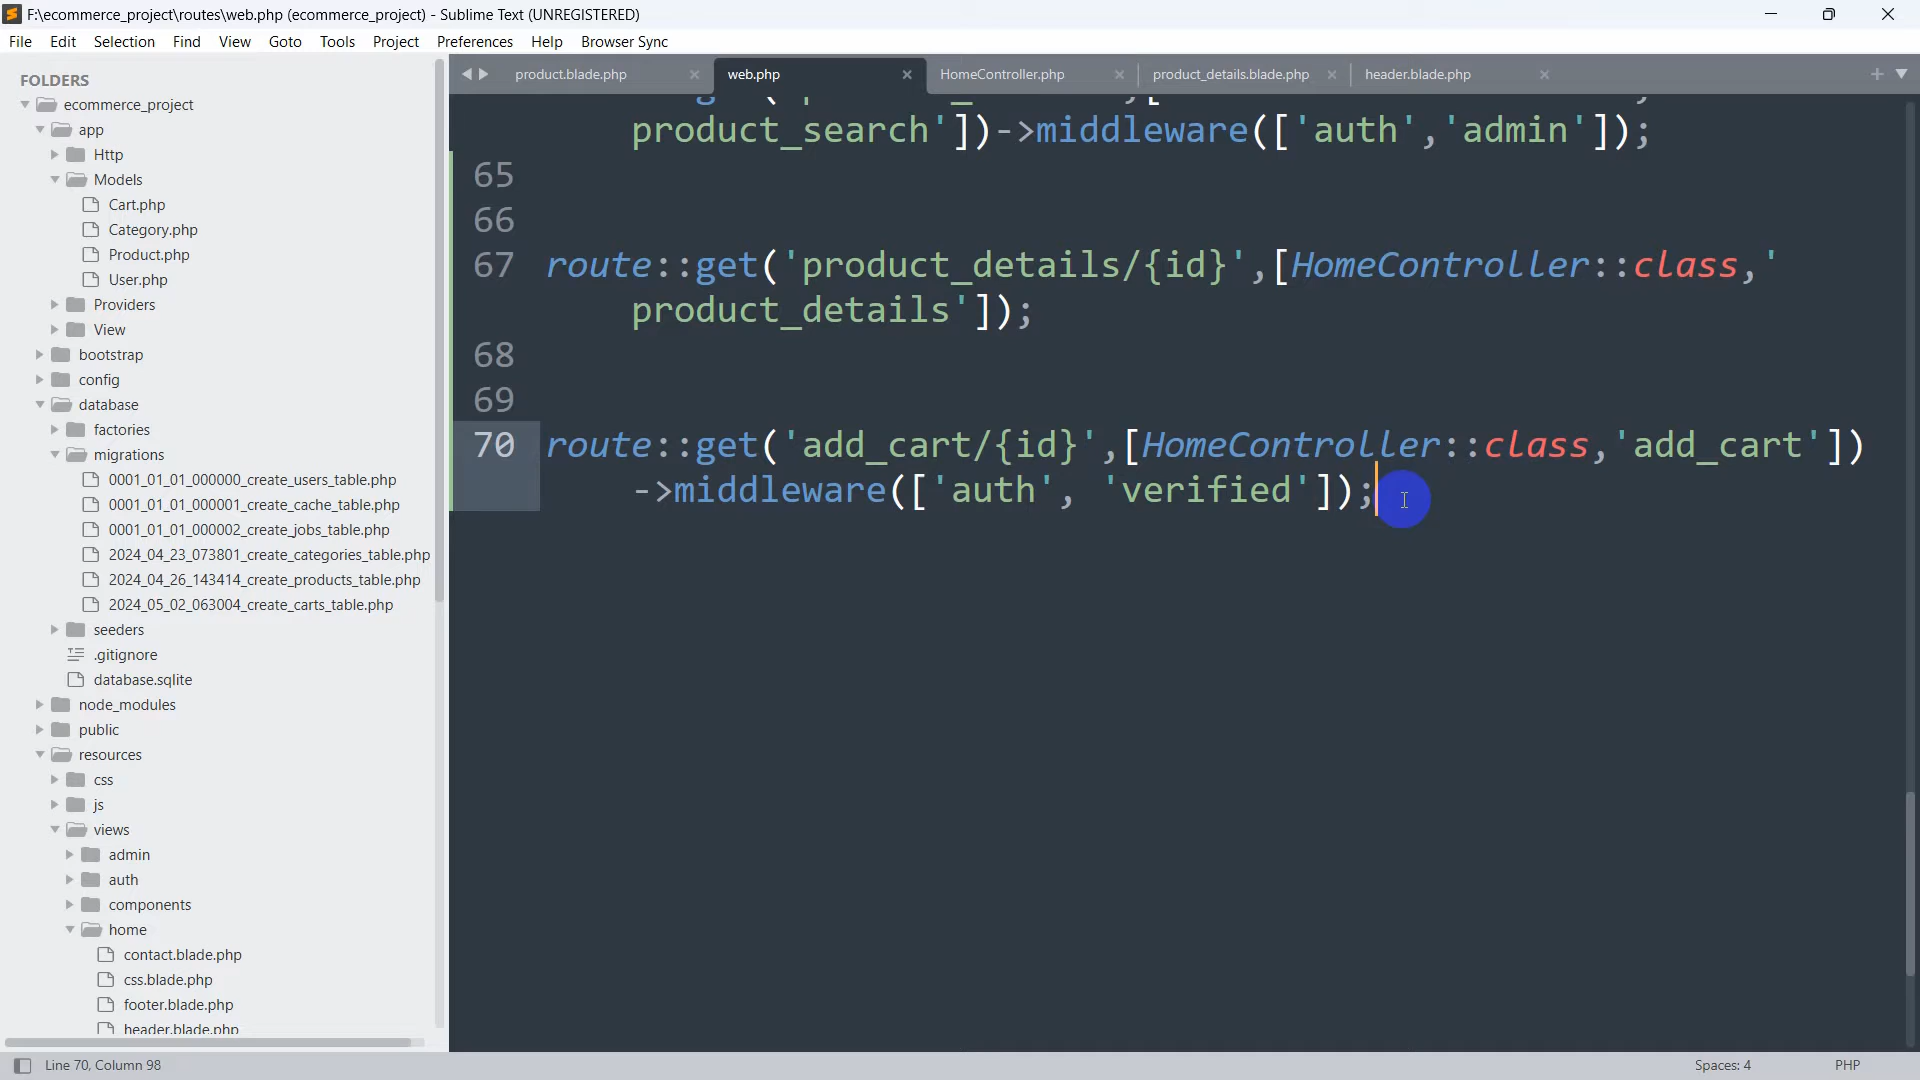 F:\ecommerce_project\routes\web.php (ecommerce_project) - Sublime Text (UNREGISTERED)
File Edit Selection Find View Goto Tools Project Preferences Help Browser Sync
FOLDERS
ecommerce_project
app
Http
Models
Cart.php
Category.php
Product.php
User.php
Providers
View
bootstrap
config
database
factories
migrations
0001_01_01_000000_create_users_table.php
0001_01_01_000001_create_cache_table.php
0001_01_01_000002_create_jobs_table.php
2024_04_23_073801_create_categories_table.php
2024_04_26_143414_create_products_table.php
2024_05_02_063004_create_carts_table.php
seeders
.gitignore
database.sqlite
node_modules
public
resources
css
js
views
admin
auth
components
home
contact.blade.php
css.blade.php
footer.blade.php
header.blade.php
product.blade.php web.php HomeController.php product_details.blade.php header.blade.php
product_search'])->middleware(['auth','admin']);
65
66
67 route::get('product_details/{id}',[HomeController::class,'
product_details']);
68
69
70 route::get('add_cart/{id}',[HomeController::class,'add_cart'])
->middleware(['auth', 'verified']);
Line 70, Column 98 Spaces: 4 PHP